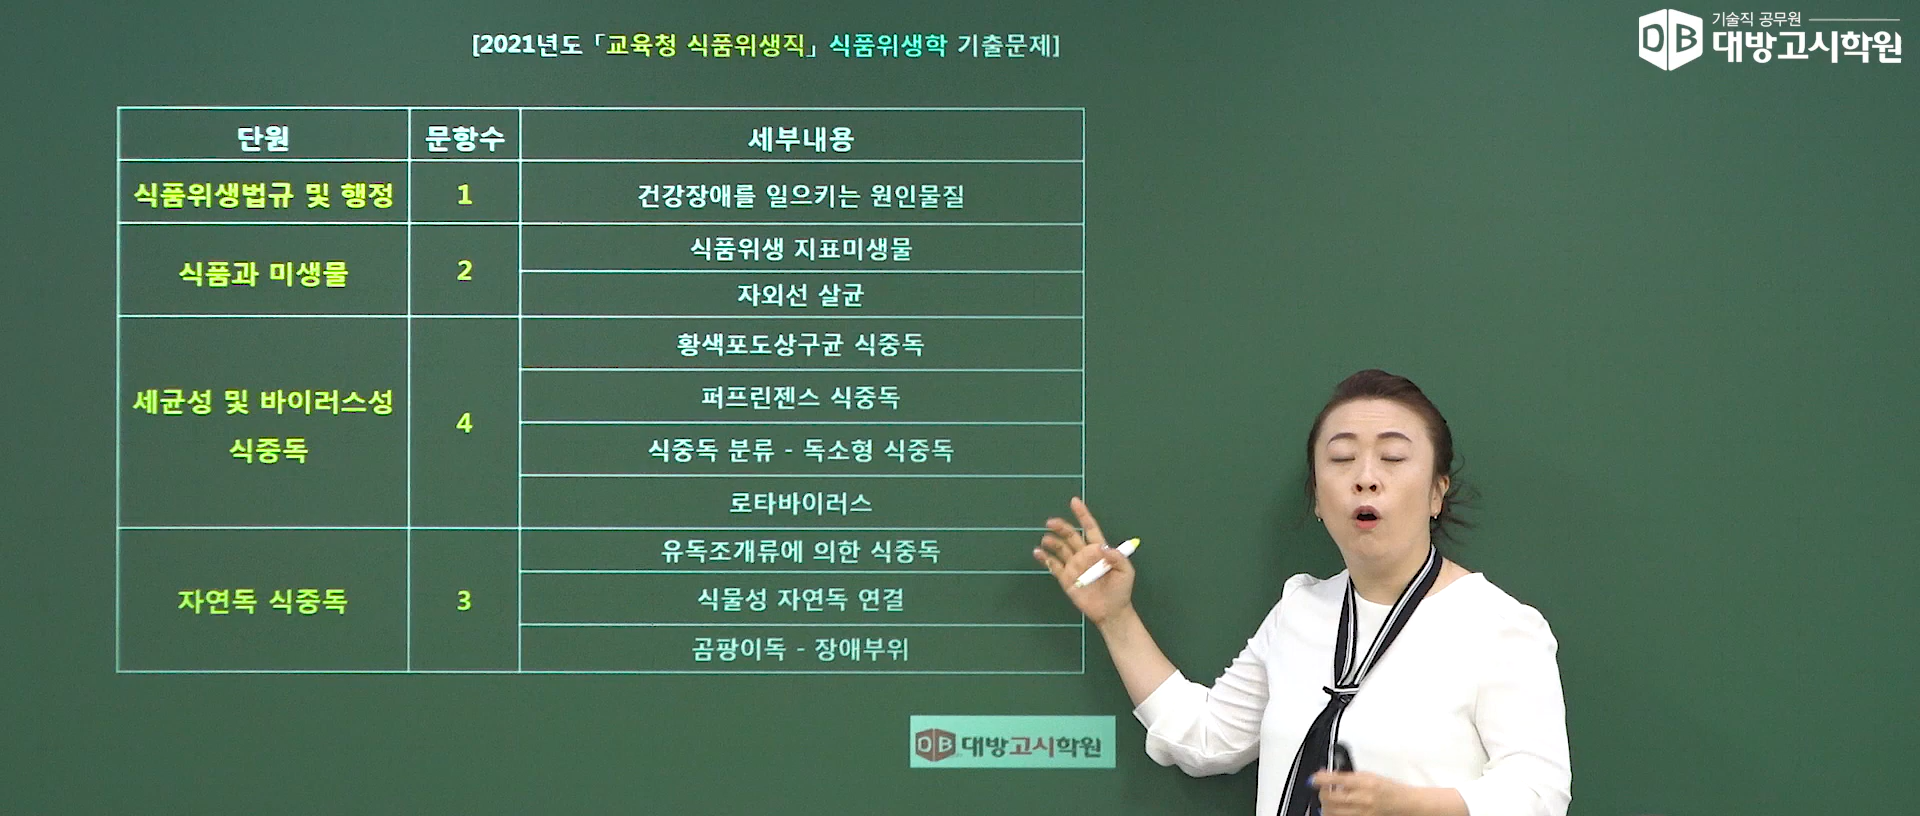 [2021년도 「교육청 식품위생직」 식품위생학 기출문제]
기술직 공무원
DB 대방고시학원
단원 문항수 세부내용
식품위생법규 및 행정 1 건강장애를 일으키는 원인물질
식품과 미생물 2 식품위생 지표미생물
자외선 살균
세균성 및 바이러스성
식중독
4
황색포도상구균 식중독
퍼프린젠스 식중독
식중독 분류 - 독소형 식중독
로타바이러스
자연독 식중독 3 유독조개류에 의한 식중독
식물성 자연독 연결
곰팡이독 - 장애부위
DB 대방고시학원